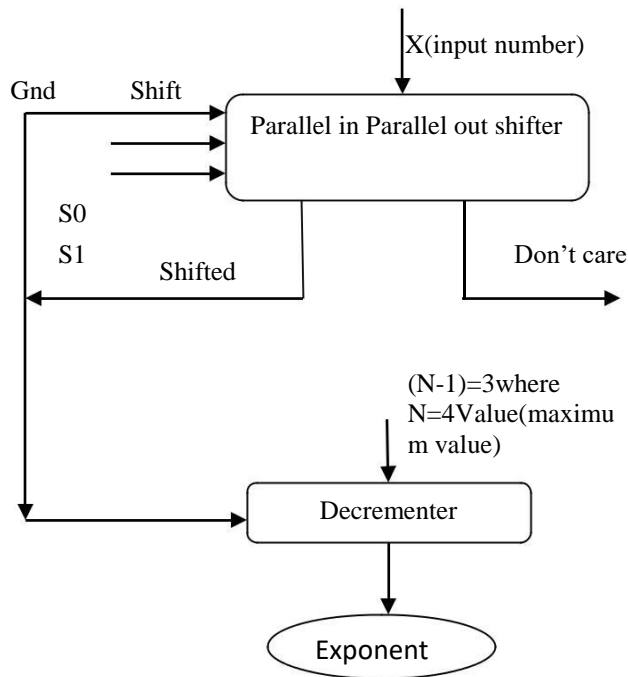 X(input number)
Gnd
Shift
Parallel in Parallel out shifter
S0
S1
Don’t care
Shifted
(N-1)=3where
N=4Value(maximu
m value)
Decrementer
Exponent